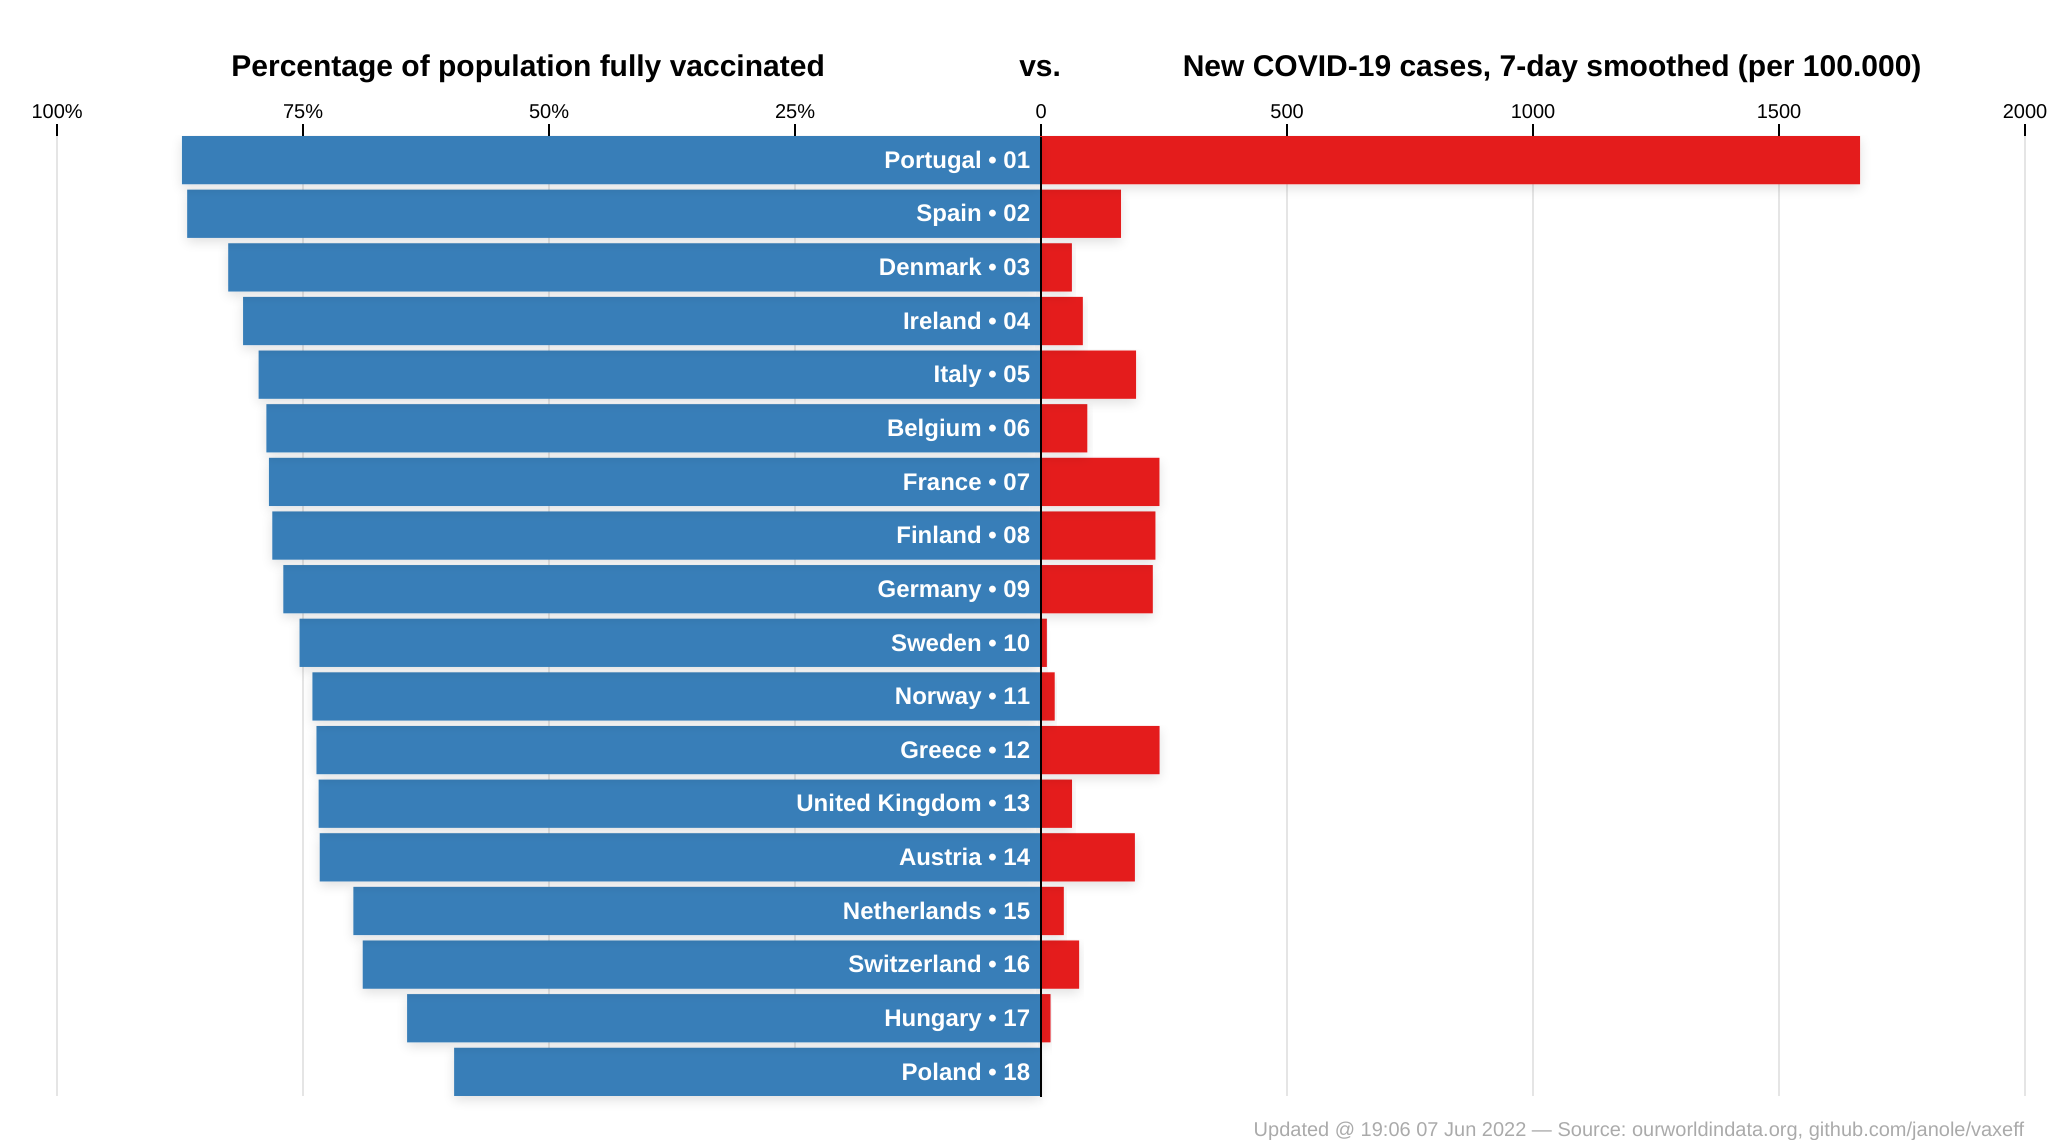 Percentage of population fully vaccinated vs. New COVID-19 cases, 7-day smoothed (per 100.000)
100% 75% 50% 25% 0 500 1000 1500 2000
Portugal • 01
Spain • 02
Denmark • 03
Ireland • 04
Italy • 05
Belgium • 06
France • 07
Finland • 08
Germany • 09
Sweden • 10
Norway • 11
Greece • 12
United Kingdom • 13
Austria • 14
Netherlands • 15
Switzerland • 16
Hungary • 17
Poland • 18
Updated @ 19:06 07 Jun 2022 — Source: ourworldindata.org, github.com/janole/vaxeff